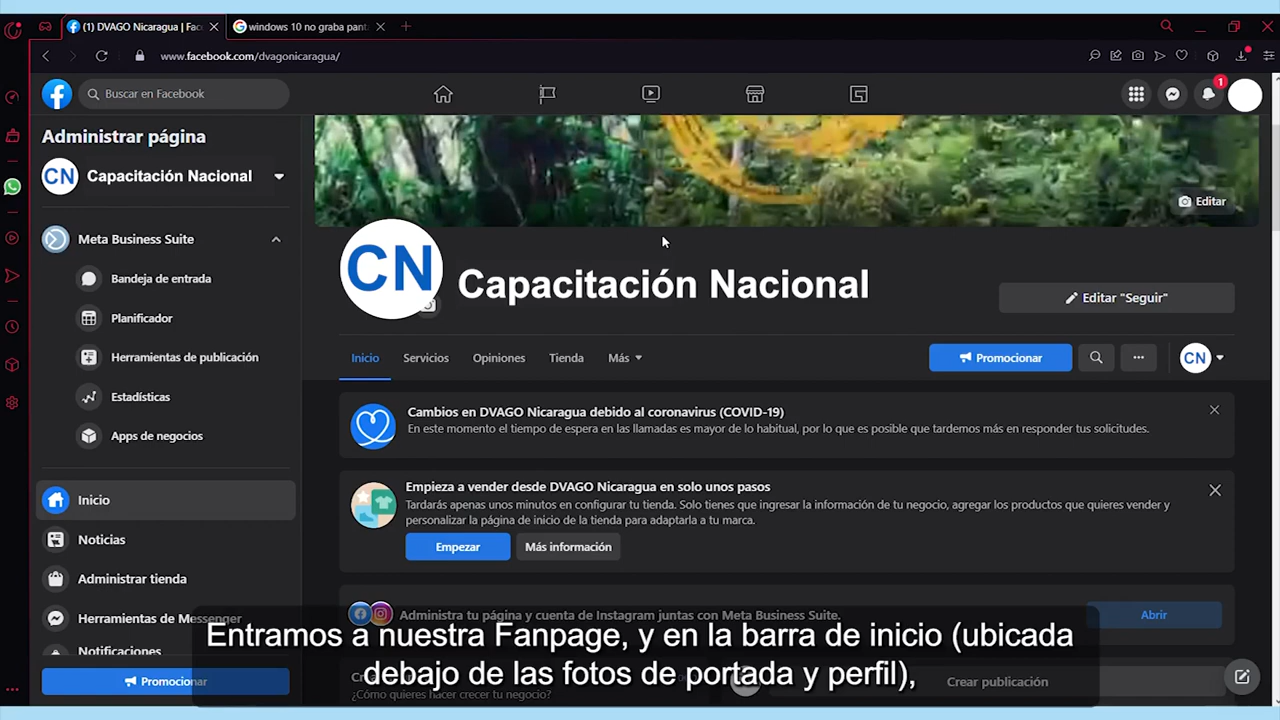 (1) DVAGO Nicaragua | Fac
windows 10 no graba pant
www.facebook.com/dvagonicaragua/
Buscar en Facebook
1
Administrar página
CN Capacitación Nacional
Meta Business Suite
Bandeja de entrada
Planificador
Herramientas de publicación
Estadísticas
Apps de negocios
Inicio
Noticias
Administrar tienda
Herramientas de Messenger
Notificaciones
Promocionar
Editar
CN
Capacitación Nacional
Editar "Seguir"
Inicio
Servicios
Opiniones
Tienda
Más
Promocionar
CN
Cambios en DVAGO Nicaragua debido al coronavirus (COVID-19)
En este momento el tiempo de espera en las llamadas es mayor de lo habitual, por lo que es posible que tardemos más en responder tus solicitudes.
Empieza a vender desde DVAGO Nicaragua en solo unos pasos
Tardarás apenas unos minutos en configurar tu tienda. Solo tienes que ingresar la información de tu negocio, agregar los productos que quieres vender y
personalizar la página de inicio de la tienda para adaptarla a tu marca.
Empezar
Más información
Administra tu página y cuenta de Instagram juntas con Meta Business Suite.
Abrir
¿Cómo quieres hacer crecer tu negocio?
Crear publicación
Entramos a nuestra Fanpage, y en la barra de inicio (ubicada
debajo de las fotos de portada y perfil),